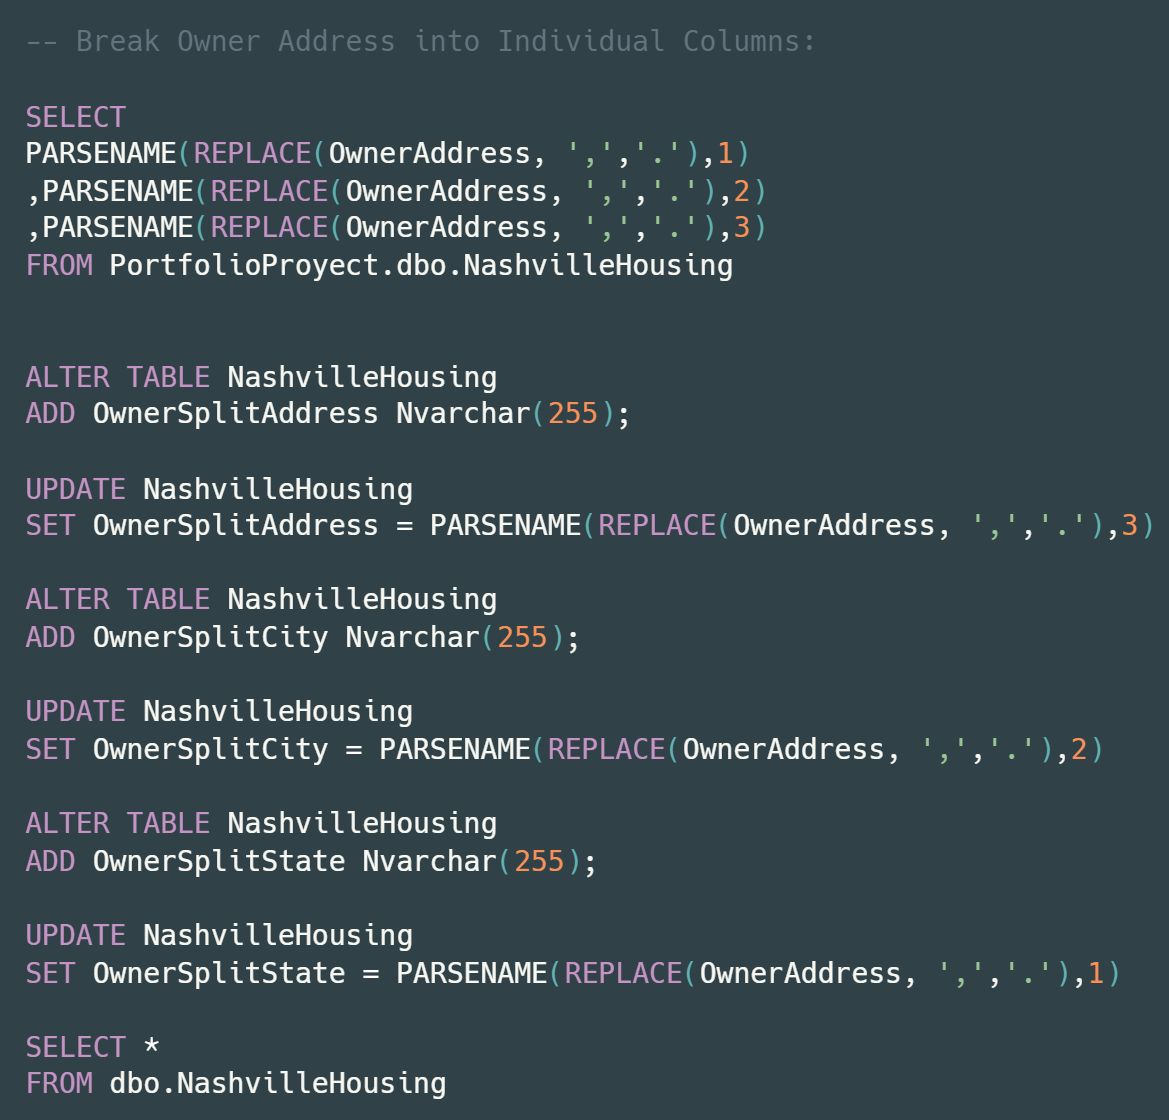 -- Break Owner Address into Individual Columns:
SELECT
PARSENAME(REPLACE(OwnerAddress, ',','.'),1)
,PARSENAME(REPLACE(OwnerAddress, ',','.'),2)
,PARSENAME(REPLACE(OwnerAddress, ',','.'),3)
FROM PortfolioProyect.dbo.NashvilleHousing
ALTER TABLE NashvilleHousing
ADD OwnerSplitAddress Nvarchar(255);
UPDATE NashvilleHousing
SET OwnerSplitAddress = PARSENAME(REPLACE(OwnerAddress, ',','.'),3)
ALTER TABLE NashvilleHousing
ADD OwnerSplitCity Nvarchar(255);
UPDATE NashvilleHousing
SET OwnerSplitCity = PARSENAME(REPLACE(OwnerAddress, ',','.'),2)
ALTER TABLE NashvilleHousing
ADD OwnerSplitState Nvarchar(255);
UPDATE NashvilleHousing
SET OwnerSplitState = PARSENAME(REPLACE(OwnerAddress, ',','.'),1)
SELECT *
FROM dbo.NashvilleHousing